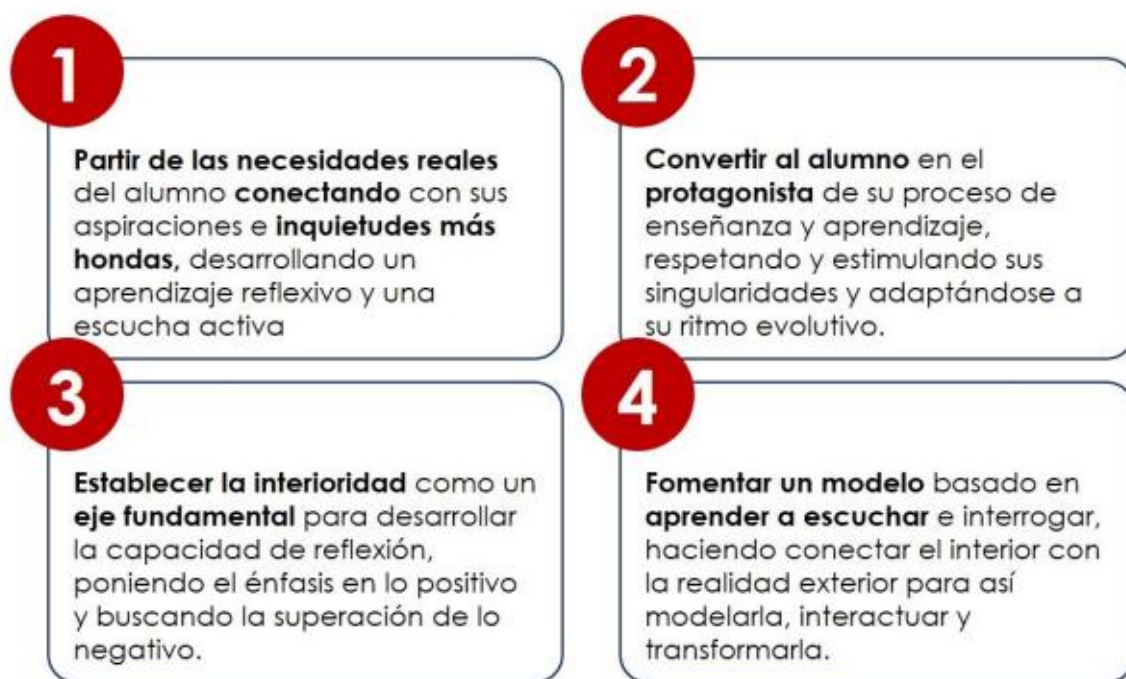 1
Partir de las necesidades reales
del alumno conectando con sus
aspiraciones e inquietudes más
hondas, desarrollando un
aprendizaje reflexivo y una
escucha activa
2
Convertir al alumno en el
protagonista de su proceso de
enseñanza y aprendizaje,
respetando y estimulando sus
singularidades y adaptándose a
su ritmo evolutivo.
3
Establecer la interioridad como un
eje fundamental para desarrollar
la capacidad de reflexión,
poniendo el énfasis en lo positivo
y buscando la superación de lo
negativo.
4
Fomentar un modelo basado en
aprender a escuchar e interrogar,
haciendo conectar el interior con
la realidad exterior para así
modelarla, interactuar y
transformarla.